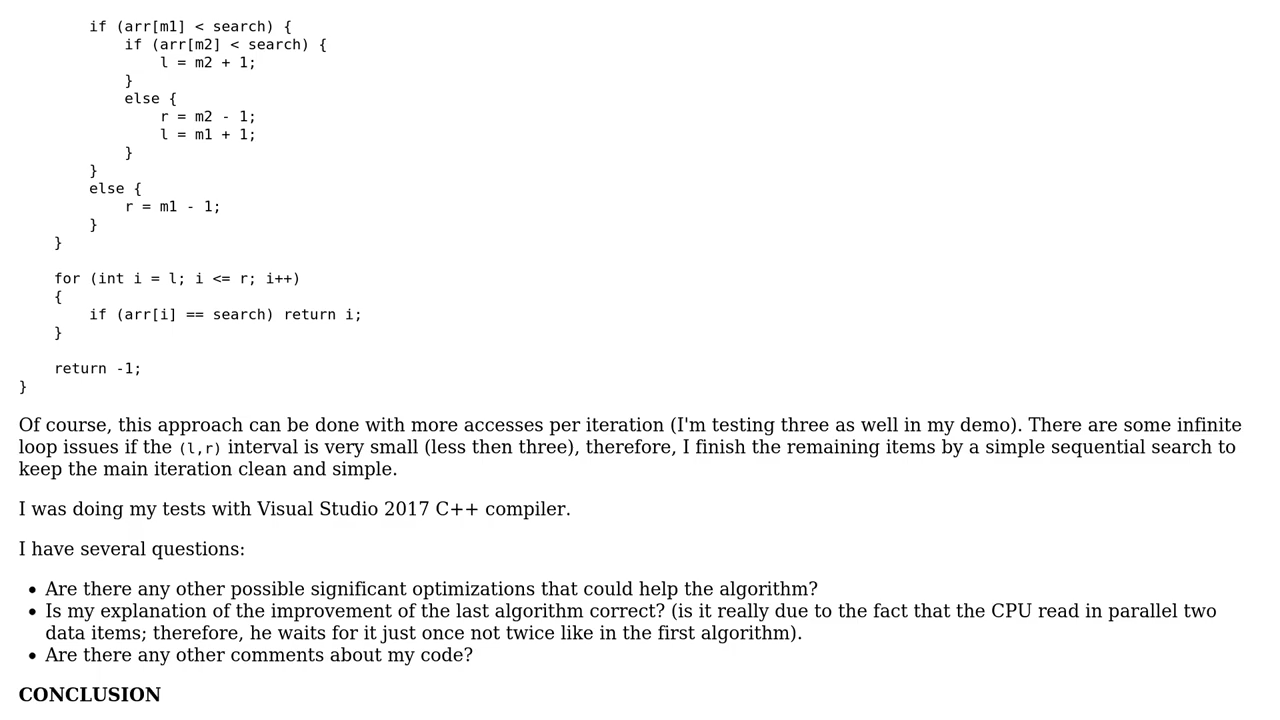 if (arr[m1] < search) {
            if (arr[m2] < search) {
                l = m2 + 1;
            }
            else {
                r = m2 - 1;
                l = m1 + 1;
            }
        }
        else {
            r = m1 - 1;
        }
    }

    for (int i = l; i <= r; i++)
    {
        if (arr[i] == search) return i;
    }

    return -1;
}
Of course, this approach can be done with more accesses per iteration (I'm testing three as well in my demo). There are some infinite
loop issues if the (l,r) interval is very small (less then three), therefore, I finish the remaining items by a simple sequential search to
keep the main iteration clean and simple.
I was doing my tests with Visual Studio 2017 C++ compiler.
I have several questions:
• Are there any other possible significant optimizations that could help the algorithm?
• Is my explanation of the improvement of the last algorithm correct? (is it really due to the fact that the CPU read in parallel two
data items; therefore, he waits for it just once not twice like in the first algorithm).
• Are there any other comments about my code?
CONCLUSION